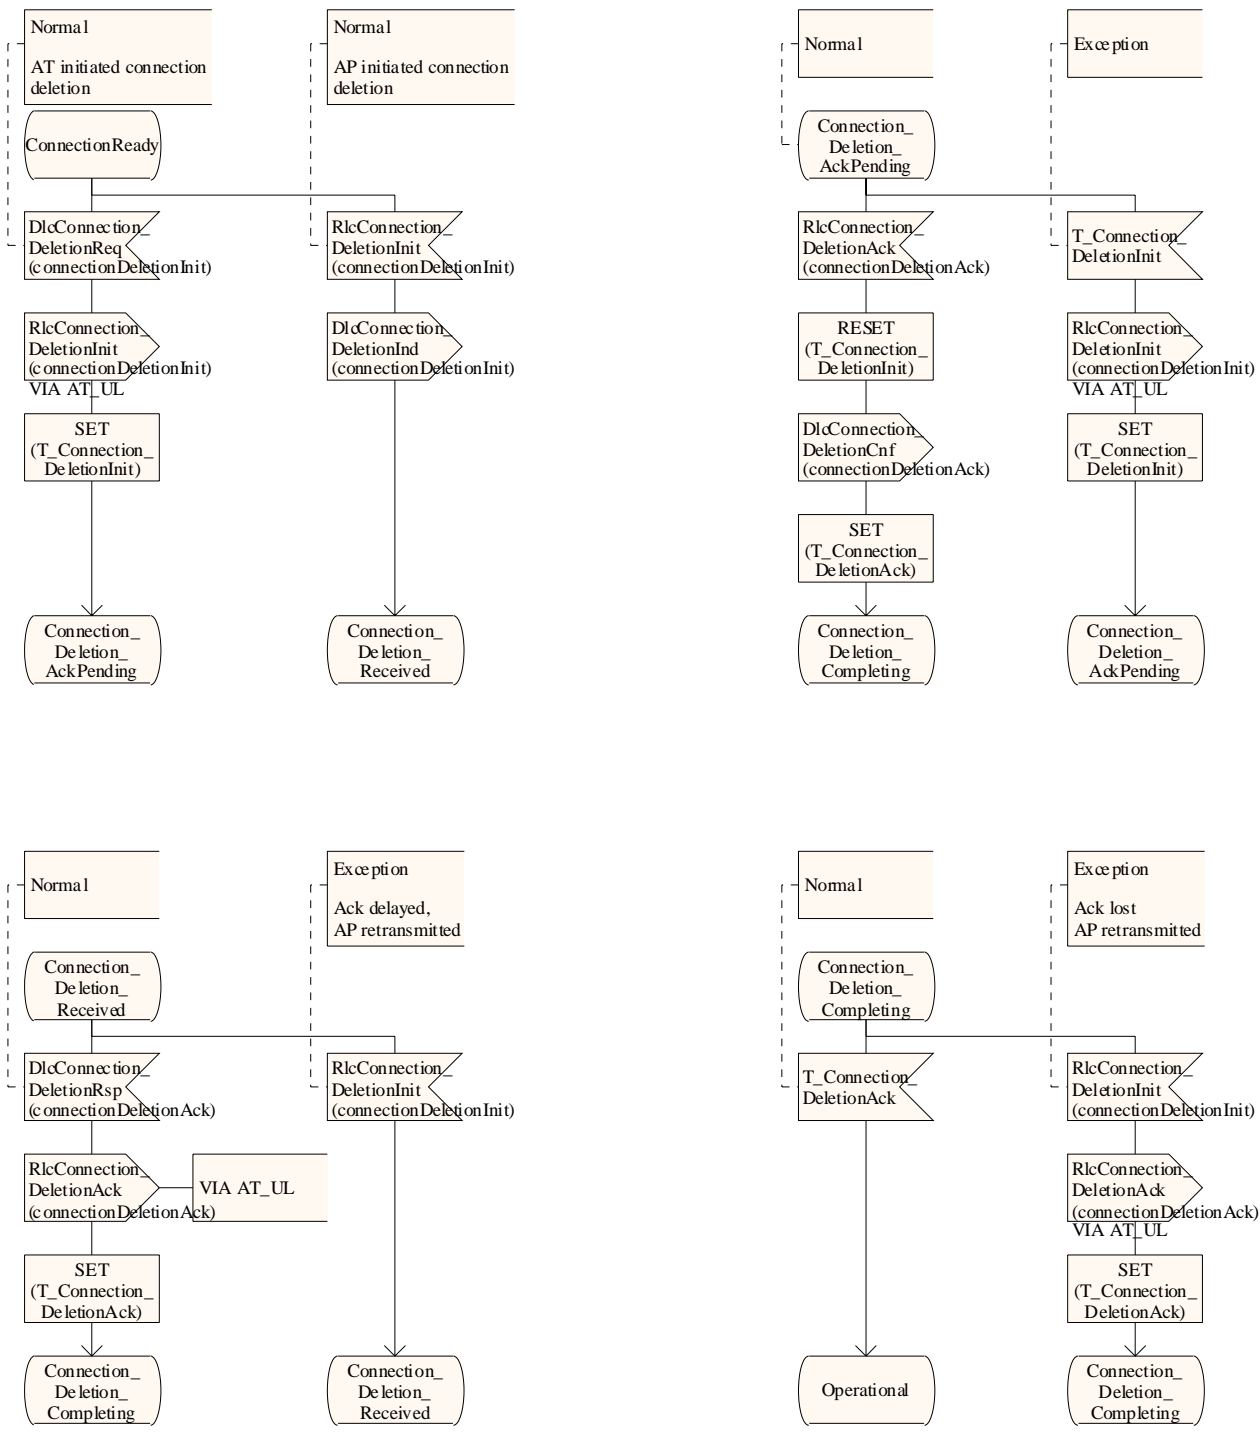 Normal
AT initiated connection
deletion
Normal
AP initiated connection
deletion
ConnectionReady
DlcConnection_
DeletionReq
(connectionDeletionInit)
RlcConnection_
DeletionInit
(connectionDeletionInit)
RlcConnection_
DeletionInit
(connectionDeletionInit)
VIA AT_UL
DlcConnection_
DeletionInd
(connectionDeletionInit)
SET
(T_Connection_
DeletionInit)
Connection_
Deletion_
AckPending
Connection_
Deletion_
Received
Normal
Exception
Connection_
Deletion_
AckPending
RlcConnection_
DeletionAck
(connectionDeletionAck)
T_Connection_
DeletionInit
RESET
(T_Connection_
DeletionInit)
RlcConnection_
DeletionInit
(connectionDeletionInit)
VIA AT_UL
DlcConnection_
DeletionCnf
(connectionDeletionAck)
SET
(T_Connection_
DeletionInit)
SET
(T_Connection_
DeletionAck)
Connection_
Deletion_
Completing
Connection_
Deletion_
AckPending
Normal
Exception
Ack delayed,
AP retransmitted
Connection_
Deletion_
Received
DlcConnection_
DeletionRsp
(connectionDeletionAck)
RlcConnection_
DeletionInit
(connectionDeletionInit)
RlcConnection_
DeletionAck
(connectionDeletionAck)
VIA AT_UL
SET
(T_Connection_
DeletionAck)
Connection_
Deletion_
Completing
Connection_
Deletion_
Received
Normal
Exception
Ack lost
AP retransmitted
Connection_
Deletion_
Completing
T_Connection_
DeletionAck
RlcConnection_
DeletionInit
(connectionDeletionInit)
RlcConnection_
DeletionAck
(connectionDeletionAck)
VIA AT_UL
SET
(T_Connection_
DeletionAck)
Operational
Connection_
Deletion_
Completing